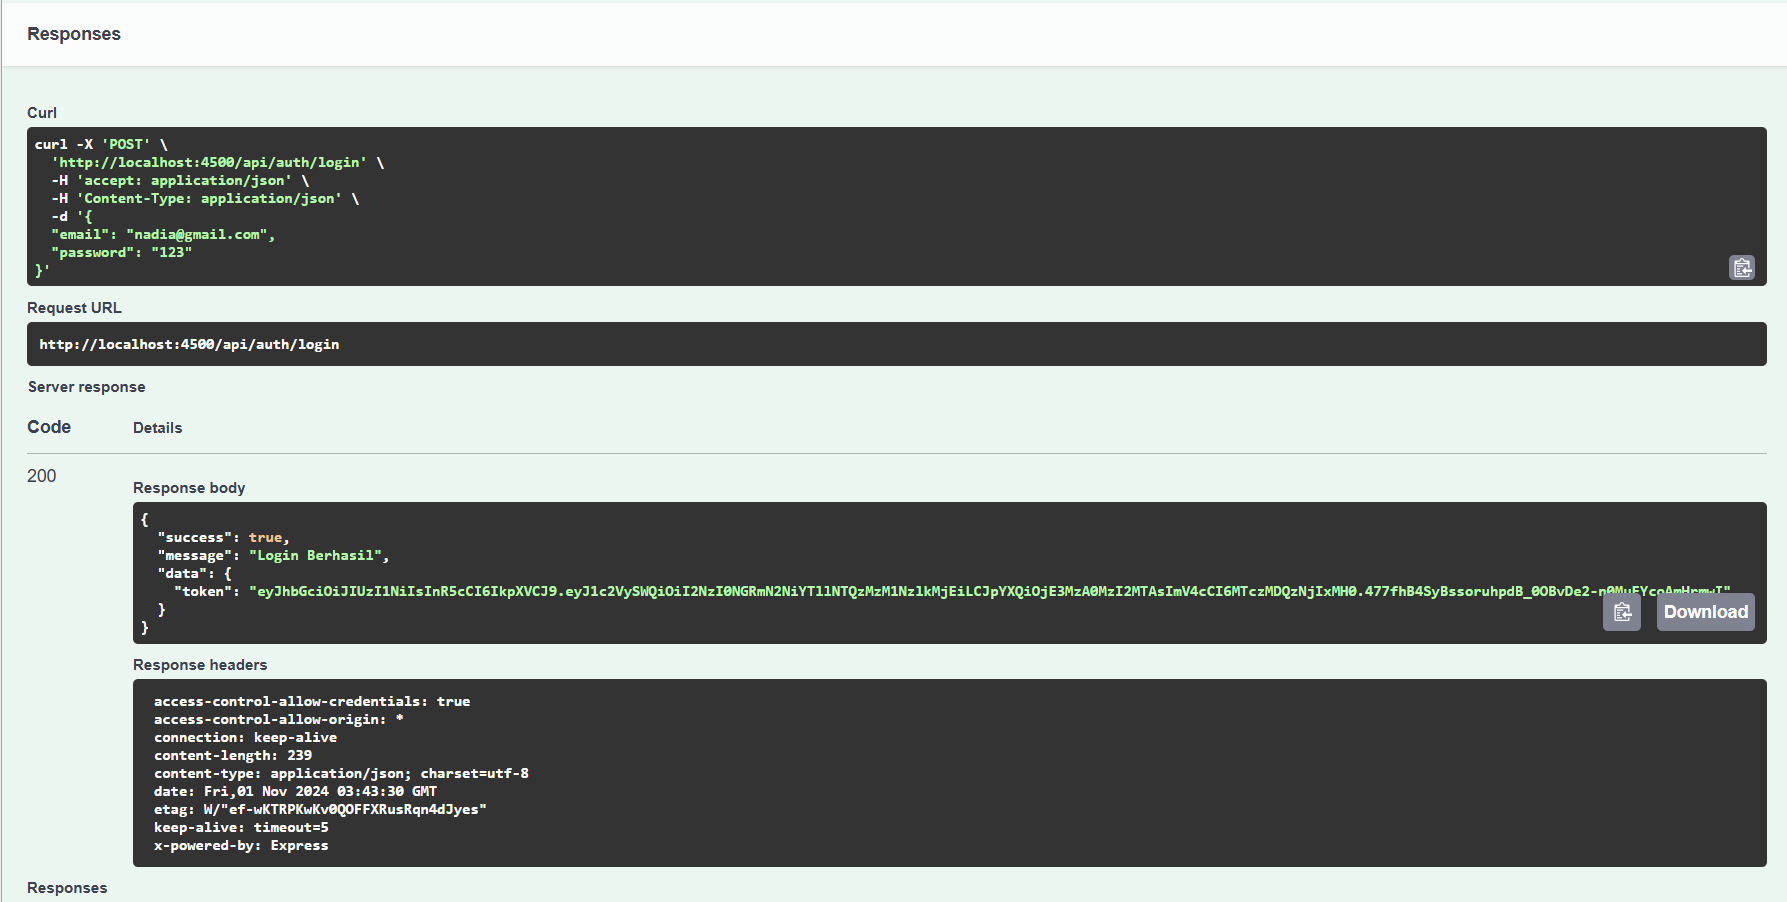 Responses
Curl
curl -X 'POST' \
'http://localhost:4500/api/auth/login' \
-H 'accept: application/json' \
-H 'Content-Type: application/json' \
-d '{
"email": "nadia@gmail.com",
"password": "123"
}'
Request URL
http://localhost:4500/api/auth/login
Server response
Code Details
200
Response body
{
"success": true,
"message": "Login Berhasil",
"data": {
"token":
}
}
Download
Response headers
access-control-allow-credentials: true
access-control-allow-origin: *
connection: keep-alive
content-length: 239
content-type: application/json; charset=utf-8
date: Fri,01 Nov 2024 03:43:30 GMT
etag: W/"ef-wKTRPKwKv0QOFFXRusRqn4dJyes"
keep-alive: timeout=5
x-powered-by: Express
Responses